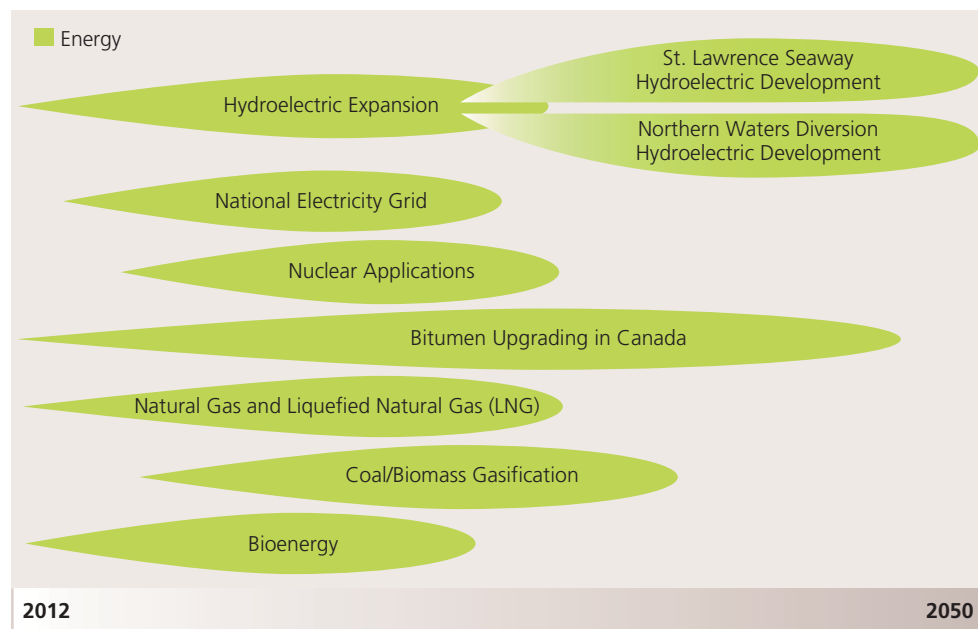 Energy
St. Lawrence Seaway
Hydroelectric Development
Hydroelectric Expansion
Northern Waters Diversion
Hydroelectric Development
National Electricity Grid
Nuclear Applications
Bitumen Upgrading in Canada
Natural Gas and Liquefied Natural Gas (LNG)
Coal/Biomass Gasification
Bioenergy
2012
2050